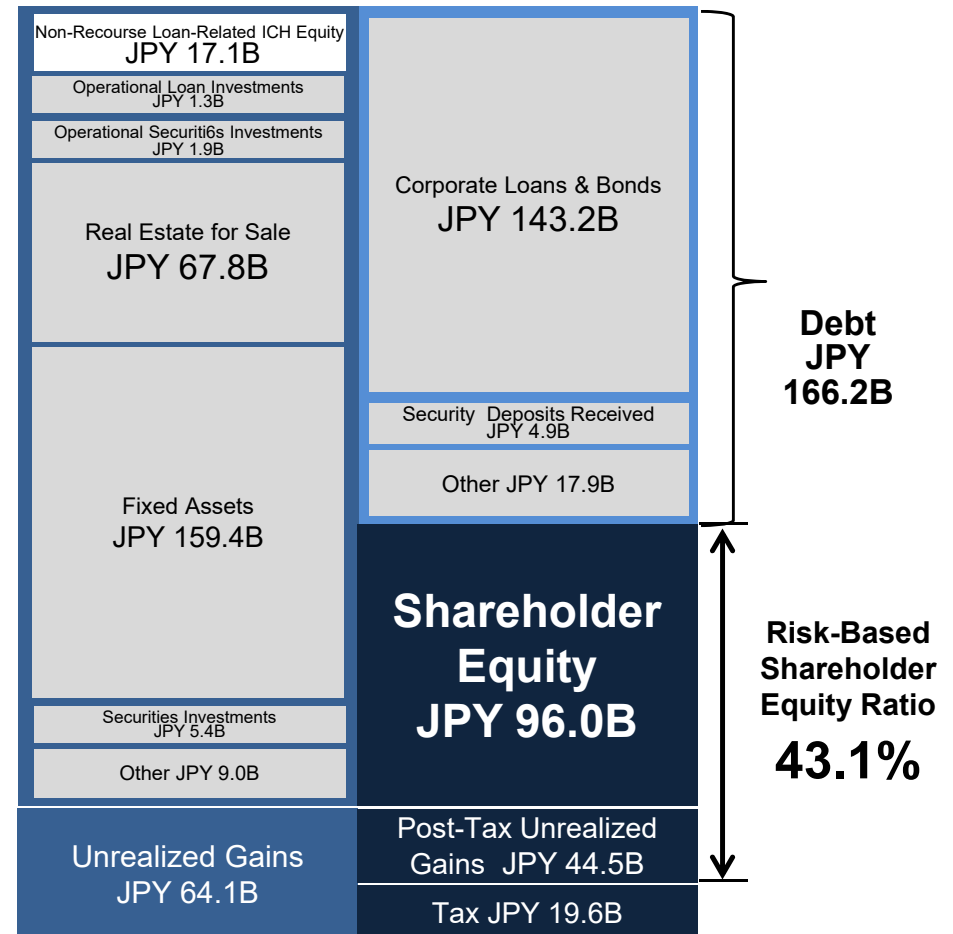 Non-Recourse Loan-Related ICH Equity
JPY 17.1B
Operational Loan Investments
JPY 1.3B
Operational Securiti6s Investments
JPY 1.9B
Real Estate for Sale
JPY 67.8B
Fixed Assets
JPY 159.4B
Securities Investments
JPY 5.4B
Other JPY 9.0B
Unrealized Gains
JPY 64.1B
Corporate Loans & Bonds
JPY 143.2B
Security Deposits Received
JPY 4.9B
Other JPY 17.9B
Shareholder
Equity
JPY 96.0B
Post-Tax Unrealized
Gains JPY 44.5B
Tax JPY 19.6B
Debt
JPY
166.2B
Risk-Based
Shareholder
Equity Ratio
43.1%